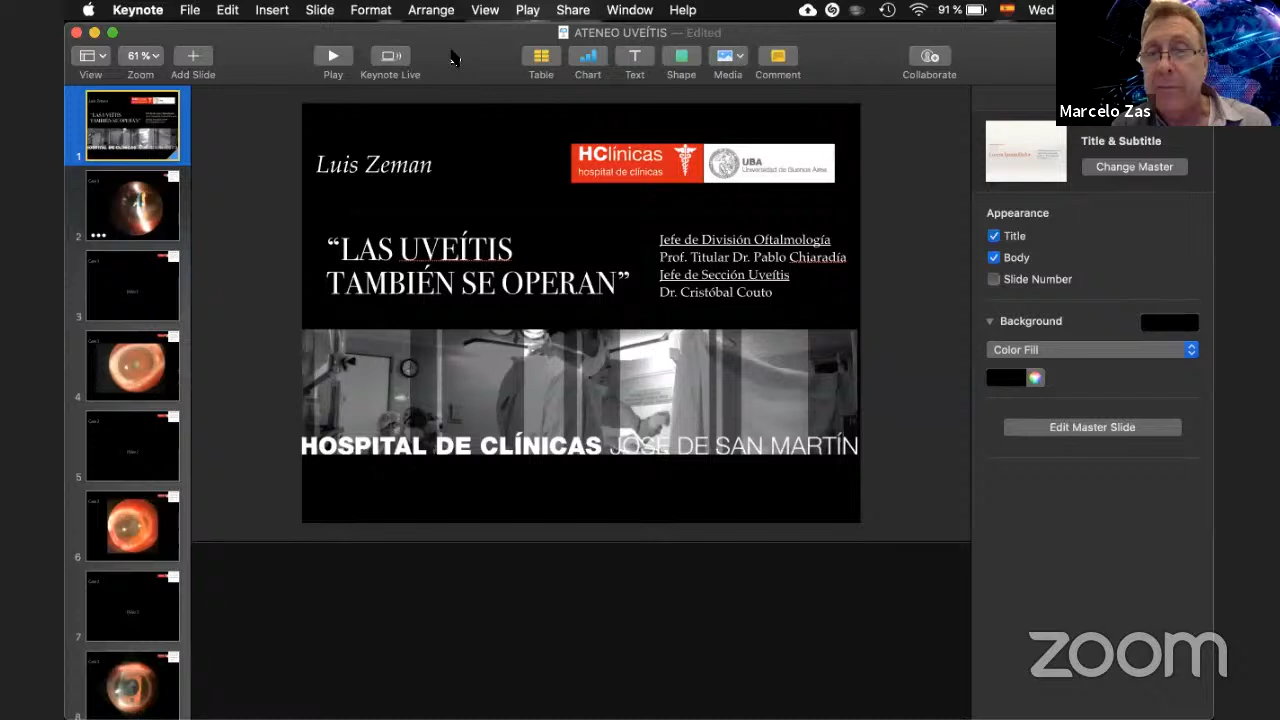 Keynote File Edit Insert Slide Format Arrange View Play Share Window Help 91 % Wed
ATENEO UVEÍTIS — Edited
61 %
View Zoom Add Slide Play Keynote Live Table Chart Text Shape Media Comment Collaborate
Marcelo Zas
1
2
3
4
5
6
7
8
Luis Zeman
HClínicas
hospital de clínicas
UBA
Universidad de Buenos Aires
“LAS UVEÍTIS
TAMBIÉN SE OPERAN”
Jefe de División Oftalmología
Prof. Titular Dr. Pablo Chiaradía
Jefe de Sección Uveítis
Dr. Cristóbal Couto
HOSPITAL DE CLÍNICAS JOSÉ DE SAN MARTÍN
Title & Subtitle
Change Master
Appearance
Title
Body
Slide Number
Background
Color Fill
Edit Master Slide
zoom